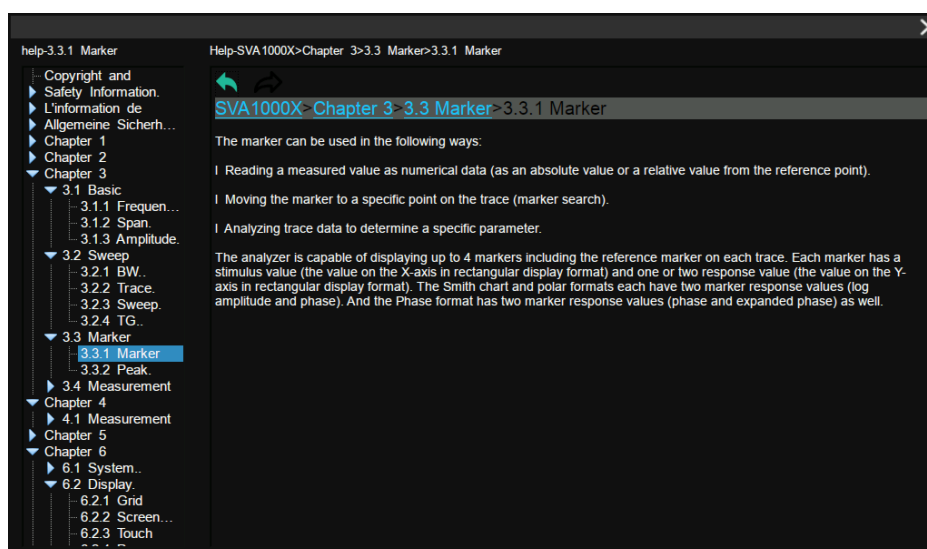 help-3.3.1 Marker
Help-SVA1000X>Chapter 3>3.3 Marker>3.3.1 Marker
Copyright and
Safety Information.
L'information de
Allgemeine Sicherh...
Chapter 1
Chapter 2
Chapter 3
3.1 Basic
3.1.1 Frequen...
3.1.2 Span.
3.1.3 Amplitude.
3.2 Sweep
3.2.1 BW..
3.2.2 Trace.
3.2.3 Sweep.
3.2.4 TG..
3.3 Marker
3.3.1 Marker
3.3.2 Peak.
3.4 Measurement
Chapter 4
4.1 Measurement
Chapter 5
Chapter 6
6.1 System..
6.2 Display.
6.2.1 Grid
6.2.2 Screen...
6.2.3 Touch
SVA1000X>Chapter 3>3.3 Marker>3.3.1 Marker
The marker can be used in the following ways:
l Reading a measured value as numerical data (as an absolute value or a relative value from the reference point).
l Moving the marker to a specific point on the trace (marker search).
l Analyzing trace data to determine a specific parameter.
The analyzer is capable of displaying up to 4 markers including the reference marker on each trace. Each marker has a
stimulus value (the value on the X-axis in rectangular display format) and one or two response value (the value on the Y-
axis in rectangular display format). The Smith chart and polar formats each have two marker response values (log
amplitude and phase). And the Phase format has two marker response values (phase and expanded phase) as well.